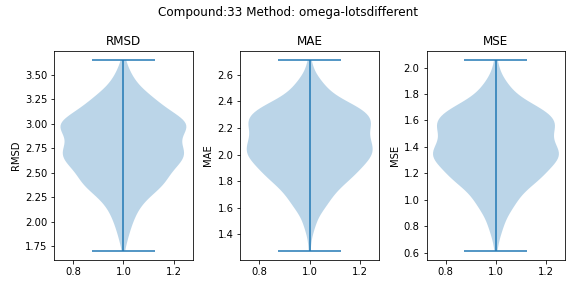 Compound:33 Method: omega-lotsdifferent
RMSD
MAE
MSE
RMSD
3.50
3.25
3.00
2.75
2.50
2.25
2.00
1.75
0.8 1.0 1.2
MAE
2.6
2.4
2.2
2.0
1.8
1.6
1.4
0.8 1.0 1.2
MSE
2.0
1.8
1.6
1.4
1.2
1.0
0.8
0.6
0.8 1.0 1.2